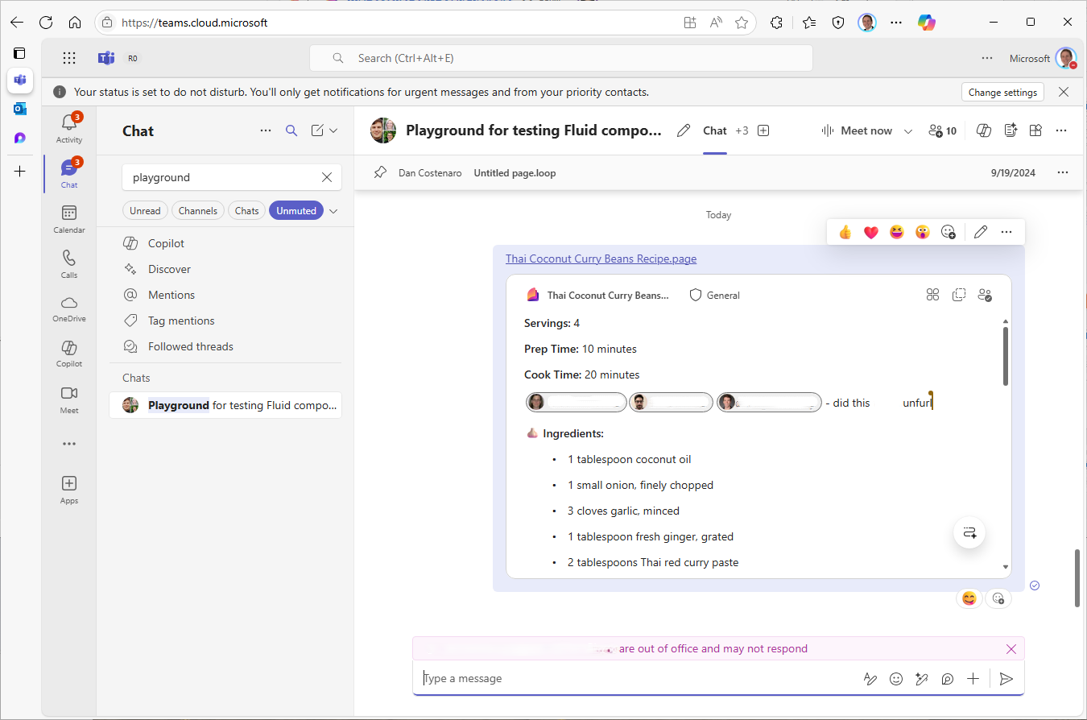 https://teams.cloud.microsoft
R0
Search (Ctrl+Alt+E)
Microsoft
Your status is set to do not disturb. You'll only get notifications for urgent messages and from your priority contacts.
Change settings
Activity
3
Chat
3
Calendar
Calls
OneDrive
Copilot
Meet
Apps
Chat
playground
Unread
Channels
Chats
Unmuted
Copilot
Discover
Mentions
Tag mentions
Followed threads
Chats
Playground for testing Fluid compo...
Playground for testing Fluid compo...
Chat
+3
Meet now
10
Dan Costenaro Untitled page.loop
9/19/2024
Today
Thai Coconut Curry Beans Recipe.page
Thai Coconut Curry Beans...
General
Servings: 4
Prep Time: 10 minutes
Cook Time: 20 minutes
- did this unfurl
Ingredients:
• 1 tablespoon coconut oil
• 1 small onion, finely chopped
• 3 cloves garlic, minced
• 1 tablespoon fresh ginger, grated
• 2 tablespoons Thai red curry paste
are out of office and may not respond
Type a message